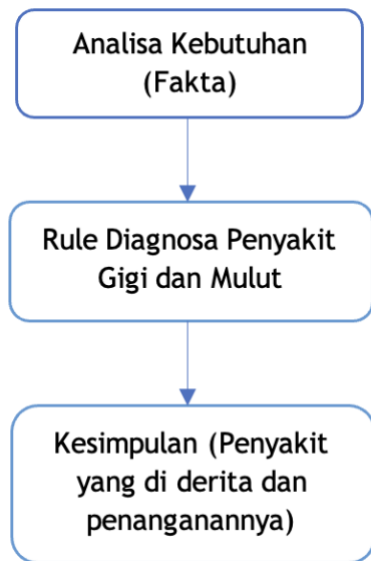 Analisa Kebutuhan
(Fakta)
Rule Diagnosa Penyakit
Gigi dan Mulut
Kesimpulan (Penyakit
yang di derita dan
penanganannya)